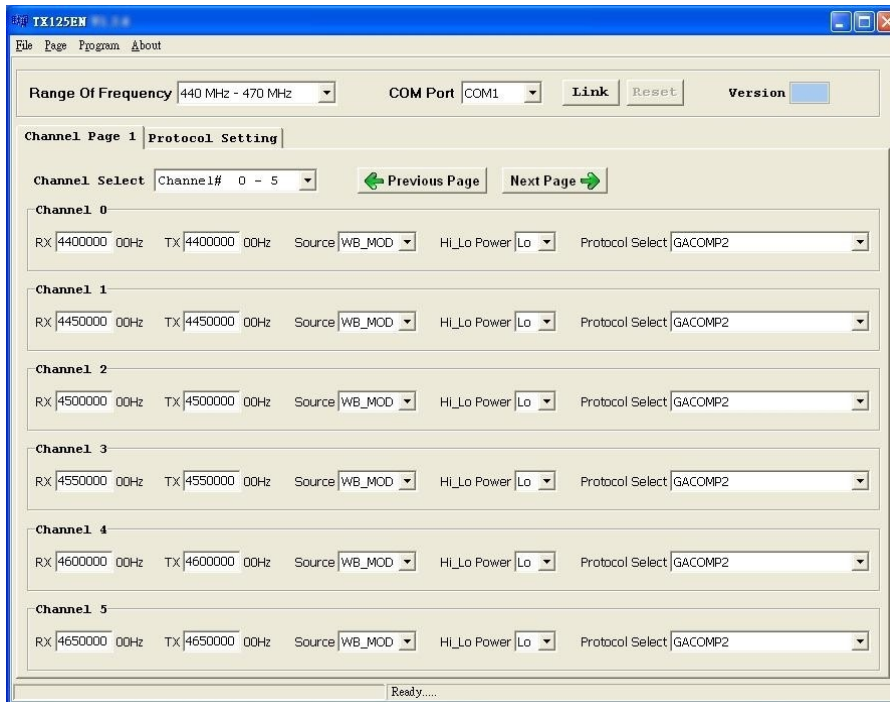 TX125EN
File Page Program About
Range Of Frequency 440 MHz - 470 MHz COM Port COM1 Link Reset Version
Channel Page 1 Protocol Setting
Channel Select Channel# 0 - 5 Previous Page Next Page
Channel 0
RX 4400000 00Hz TX 4400000 00Hz Source WB_MOD Hi_Lo Power Lo Protocol Select GACOMP2
Channel 1
RX 4450000 00Hz TX 4450000 00Hz Source WB_MOD Hi_Lo Power Lo Protocol Select GACOMP2
Channel 2
RX 4500000 00Hz TX 4500000 00Hz Source WB_MOD Hi_Lo Power Lo Protocol Select GACOMP2
Channel 3
RX 4550000 00Hz TX 4550000 00Hz Source WB_MOD Hi_Lo Power Lo Protocol Select GACOMP2
Channel 4
RX 4600000 00Hz TX 4600000 00Hz Source WB_MOD Hi_Lo Power Lo Protocol Select GACOMP2
Channel 5
RX 4650000 00Hz TX 4650000 00Hz Source WB_MOD Hi_Lo Power Lo Protocol Select GACOMP2
Ready.....